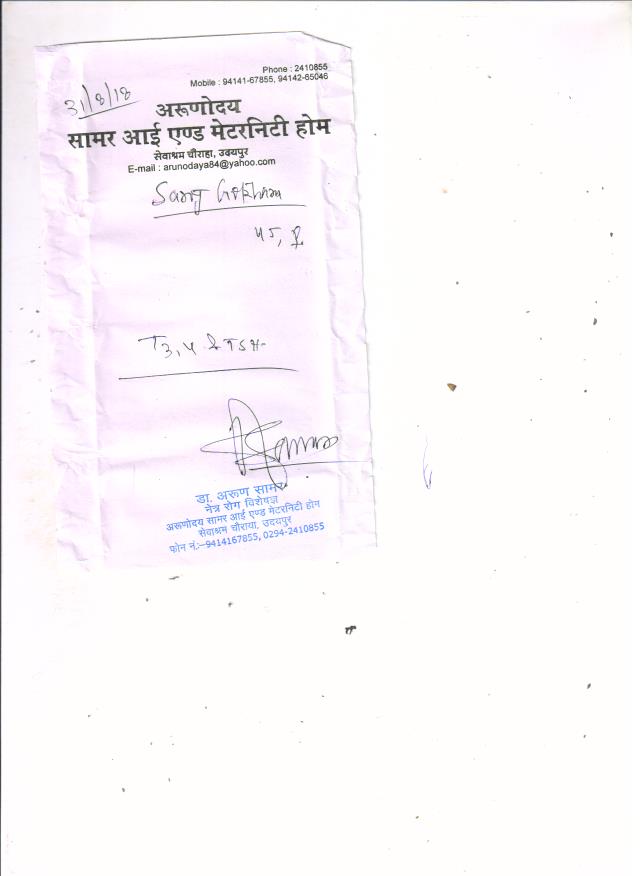 Phone : 2410855
Mobile : 94141-67855, 94142-65046
31/8/18
अरूणोदय
सामर आई एण्ड मेटरनिटी होम
सेवाश्रम चौराहा, उदयपुर
E-mail : arunodaya84@yahoo.com
45, F
T3, 4 & TSH
डा. अरूण सामर
नेत्र रोग विशेषज्ञ
अरूणोदय सामर आई एण्ड मेटरनिटी होम
सेवाश्रम चौराया, उदयपुर
फोन नं:–9414167855, 0294-2410855